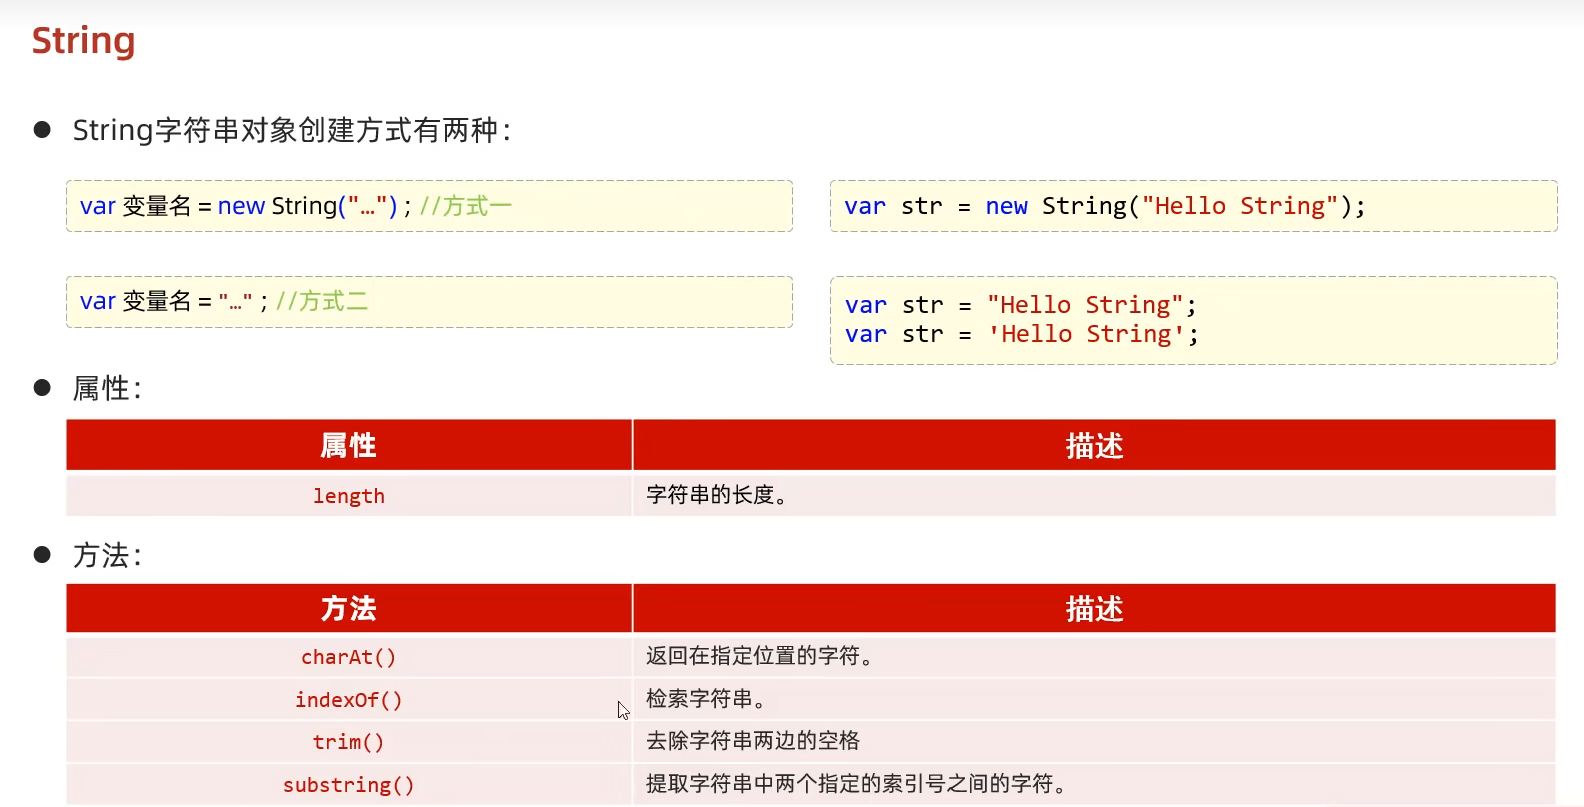 String
● String字符串对象创建方式有两种：
var 变量名 = new String("…") ; //方式一
var str = new String("Hello String");
var 变量名 = "…" ; //方式二
var str = "Hello String";
var str = 'Hello String';
● 属性：
属性 描述
length 字符串的长度。
● 方法：
方法 描述
charAt() 返回在指定位置的字符。
indexOf() 检索字符串。
trim() 去除字符串两边的空格
substring() 提取字符串中两个指定的索引号之间的字符。